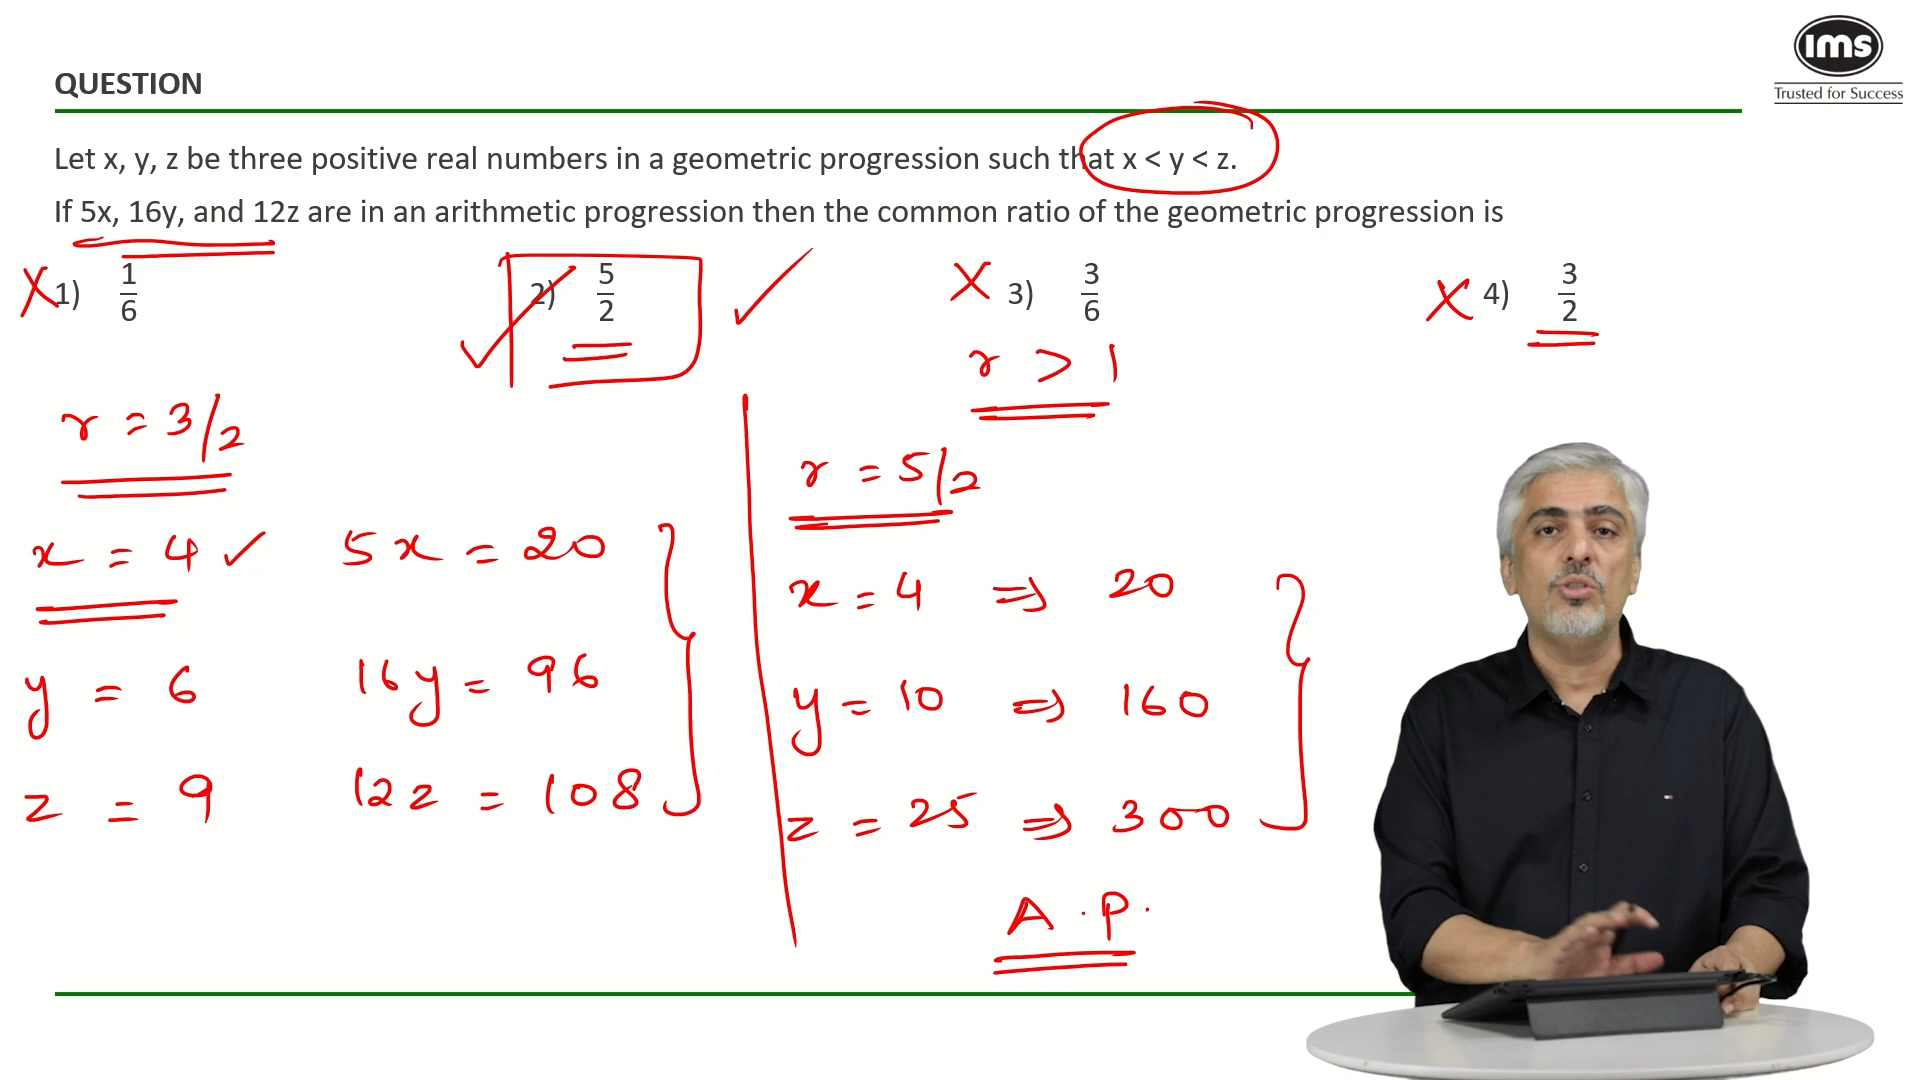 ims
Trusted for Success
QUESTION
Let x, y, z be three positive real numbers in a geometric progression such that x < y < z.
If 5x, 16y, and 12z are in an arithmetic progression then the common ratio of the geometric progression is
X 1) 1/6
2) 5/2
X 3) 3/6
X 4) 3/2
r > 1
r = 3/2
x = 4 ✓ 5x = 20
y = 6 16y = 96
z = 9 12z = 108
r = 5/2
x = 4 ⇒ 20
y = 10 ⇒ 160
z = 25 ⇒ 300
A.P.